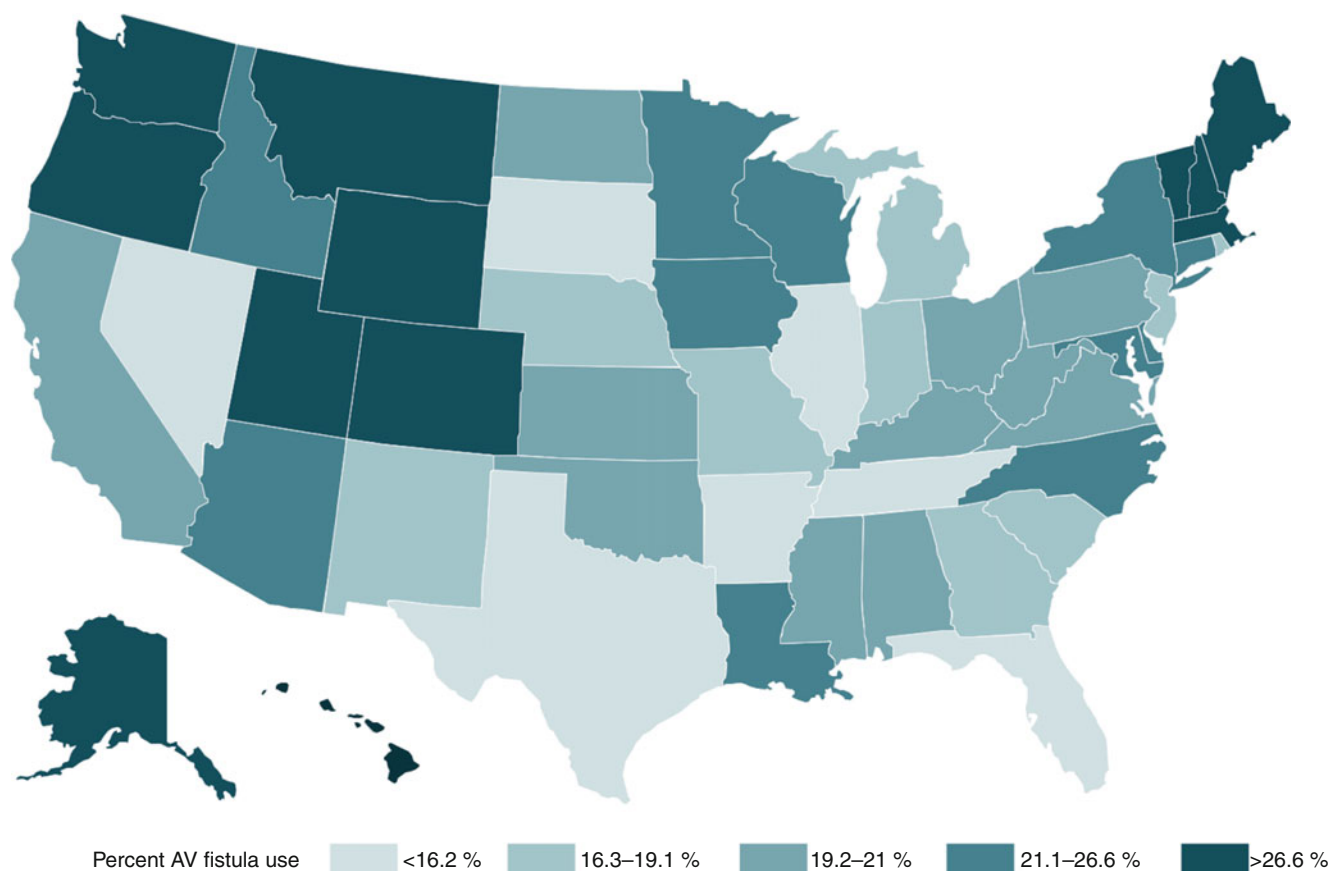 Percent AV fistula use <16.2 % 16.3–19.1 % 19.2–21 % 21.1–26.6 % >26.6 %